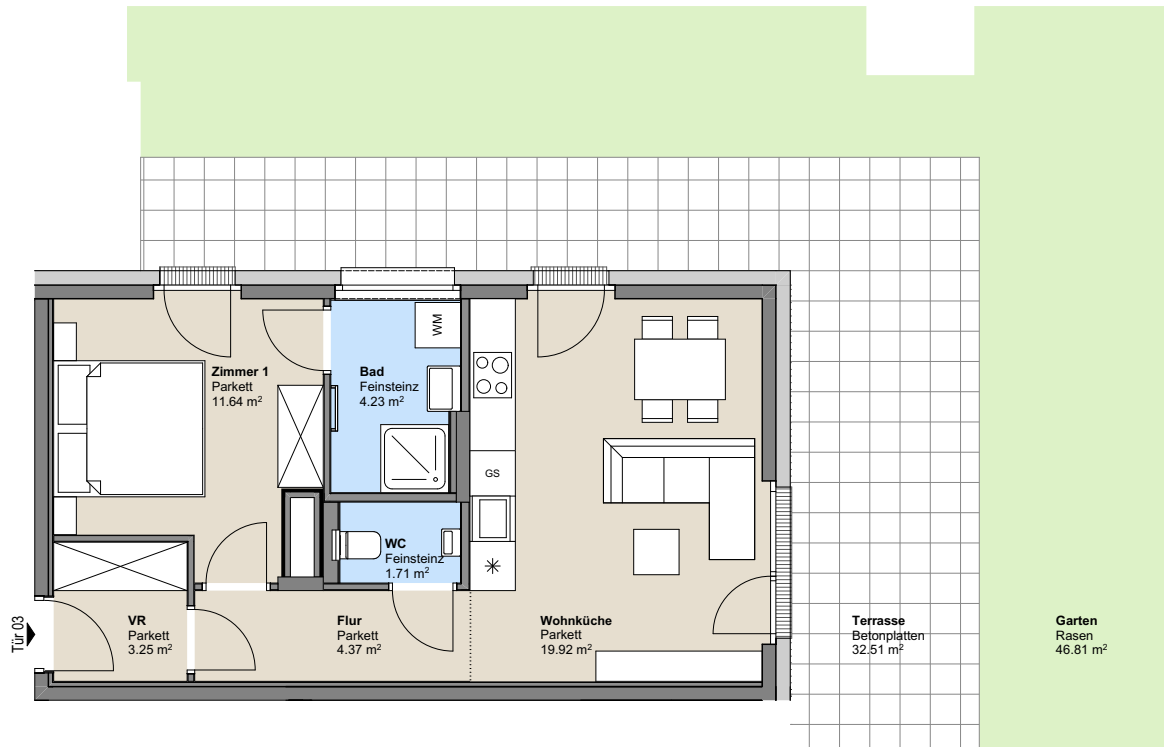 WM
Zimmer 1
Parkett
11.64 m²
Bad
Feinsteinz
4.23 m²
GS
WC
Feinsteinz
1.71 m²
Tür 03
VR
Parkett
3.25 m²
Flur
Parkett
4.37 m²
Wohnküche
Parkett
19.92 m²
Terrasse
Betonplatten
32.51 m²
Garten
Rasen
46.81 m²